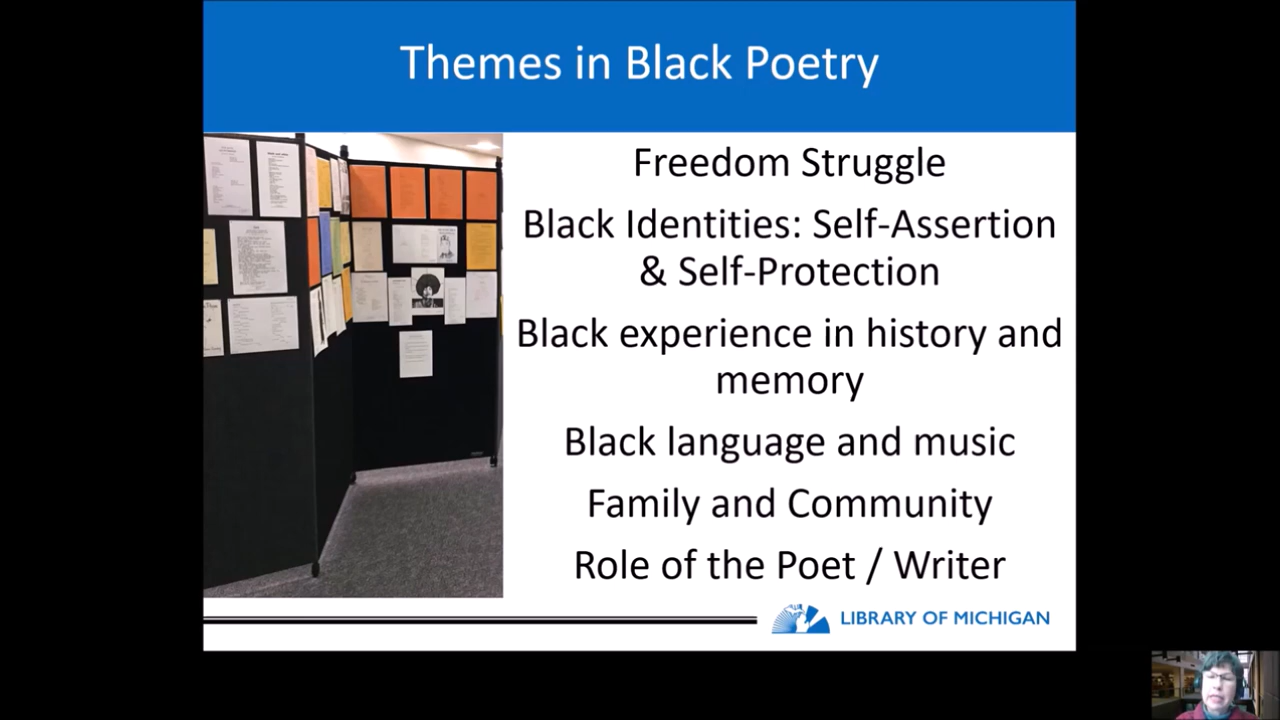 Themes in Black Poetry
Freedom Struggle
Black Identities: Self-Assertion
& Self-Protection
Black experience in history and
memory
Black language and music
Family and Community
Role of the Poet / Writer
LIBRARY OF MICHIGAN